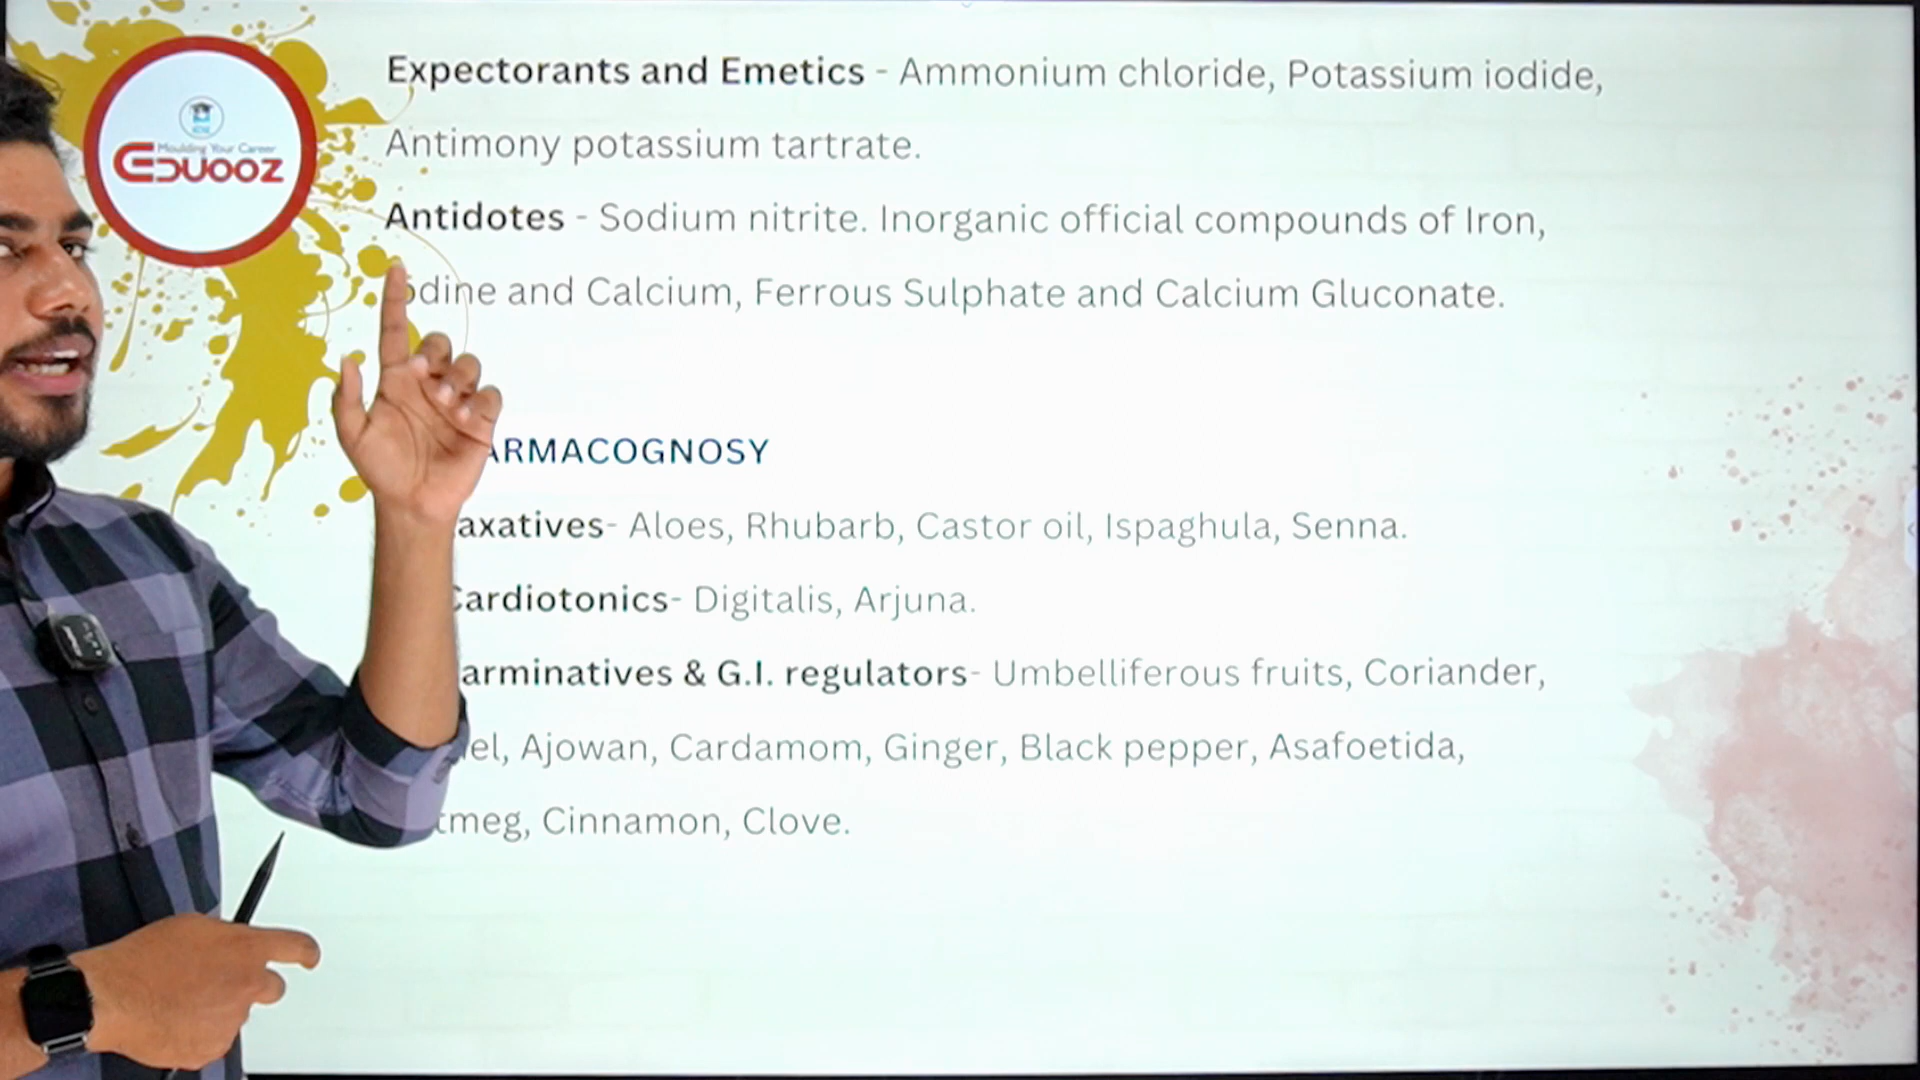 Moulding Your Career
EDUOOZ
Expectorants and Emetics - Ammonium chloride, Potassium iodide,
Antimony potassium tartrate.
Antidotes - Sodium nitrite. Inorganic official compounds of Iron,
odine and Calcium, Ferrous Sulphate and Calcium Gluconate.
ARMACOGNOSY
axatives- Aloes, Rhubarb, Castor oil, Ispaghula, Senna.
Cardiotonics- Digitalis, Arjuna.
arminatives & G.I. regulators- Umbelliferous fruits, Coriander,
el, Ajowan, Cardamom, Ginger, Black pepper, Asafoetida,
tmeg, Cinnamon, Clove.